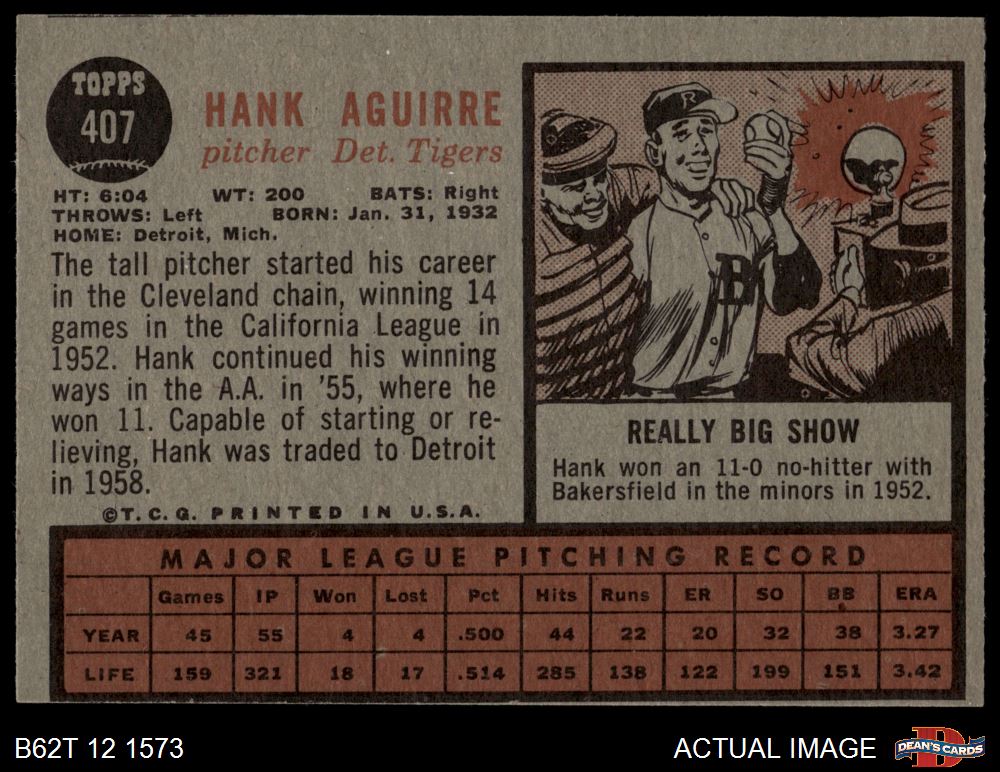 TOPPS
407
HANK AGUIRRE
pitcher Det. Tigers
HT: 6:04 WT: 200 BATS: Right
THROWS: Left BORN: Jan. 31, 1932
HOME: Detroit, Mich.
The tall pitcher started his career
in the Cleveland chain, winning 14
games in the California League in
1952. Hank continued his winning
ways in the A.A. in '55, where he
won 11. Capable of starting or re-
lieving, Hank was traded to Detroit
in 1958.
©T.C.G. PRINTED IN U.S.A.
R
B
REALLY BIG SHOW
Hank won an 11-0 no-hitter with
Bakersfield in the minors in 1952.
MAJOR LEAGUE PITCHING RECORD
Games IP Won Lost Pct Hits Runs ER SO BB ERA
YEAR 45 55 4 4 .500 44 22 20 32 38 3.27
LIFE 159 321 18 17 .514 285 138 122 199 151 3.42
B62T 12 1573
ACTUAL IMAGE
D
DEAN'S CARDS